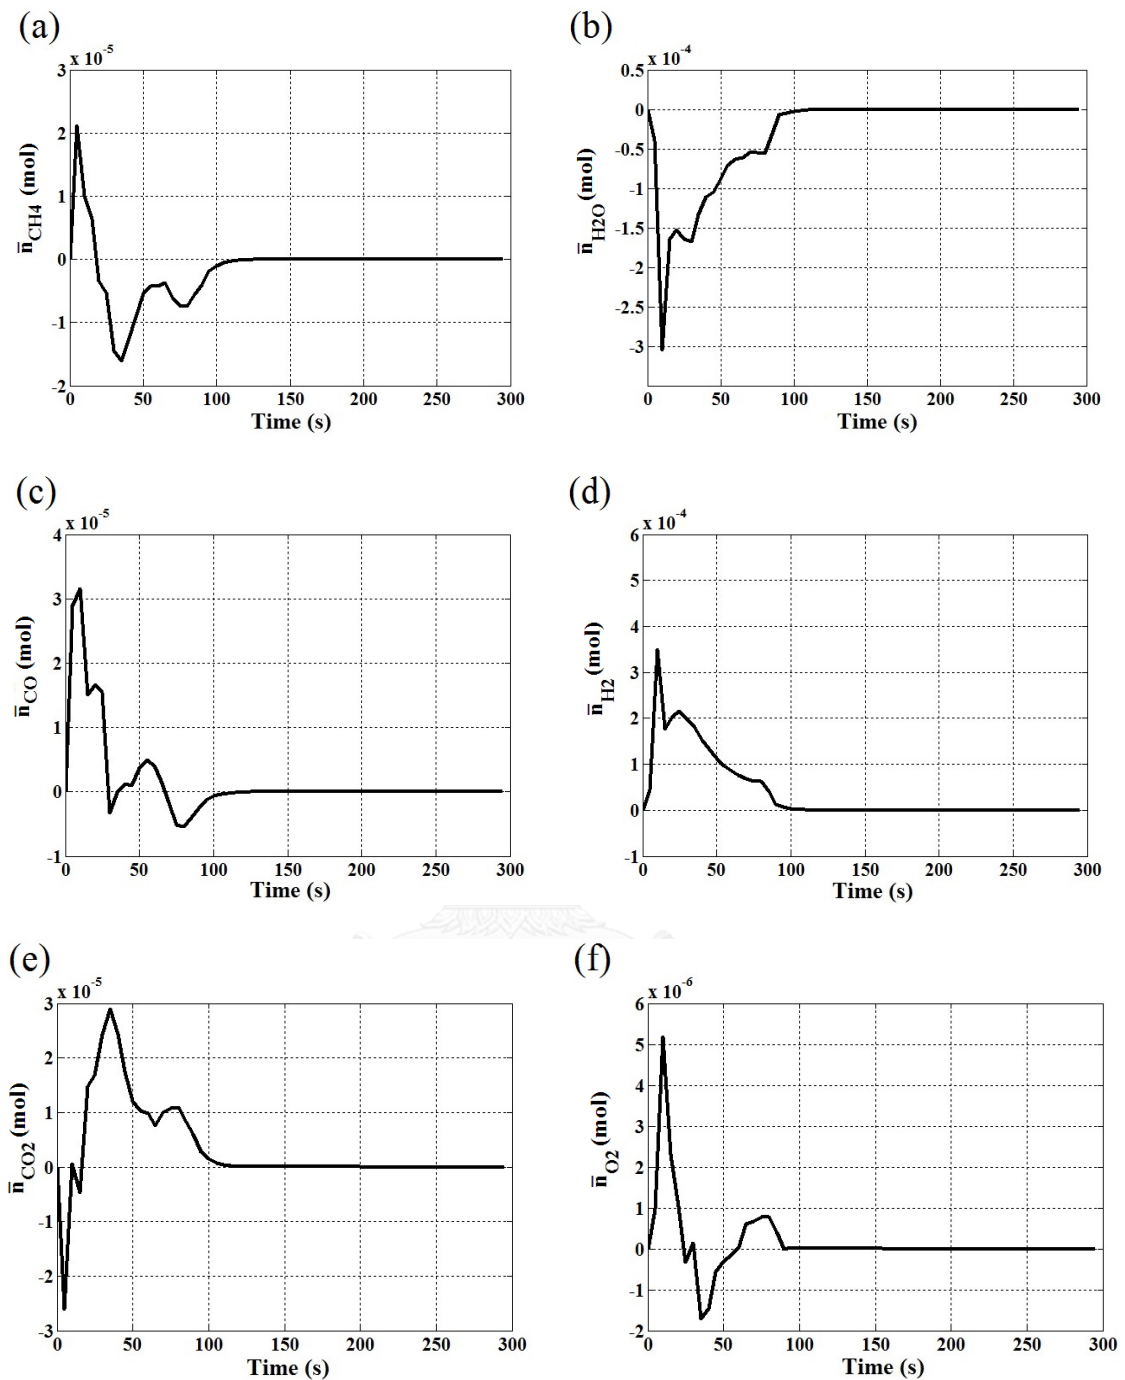 (a)
x 10⁻⁵
3
2
1
0
-1
-2
n̅CH4 (mol)
0 50 100 150 200 250 300
Time (s)
(b)
x 10⁻⁴
0.5
0
-0.5
-1
-1.5
-2
-2.5
-3
n̅H2O (mol)
0 50 100 150 200 250 300
Time (s)
(c)
x 10⁻⁵
4
3
2
1
0
-1
n̅CO (mol)
0 50 100 150 200 250 300
Time (s)
(d)
x 10⁻⁴
6
5
4
3
2
1
0
-1
n̅H2 (mol)
0 50 100 150 200 250 300
Time (s)
(e)
x 10⁻⁵
3
2
1
0
-1
-2
-3
n̅CO2 (mol)
0 50 100 150 200 250 300
Time (s)
(f)
x 10⁻⁶
6
5
4
3
2
1
0
-1
-2
n̅O2 (mol)
0 50 100 150 200 250 300
Time (s)